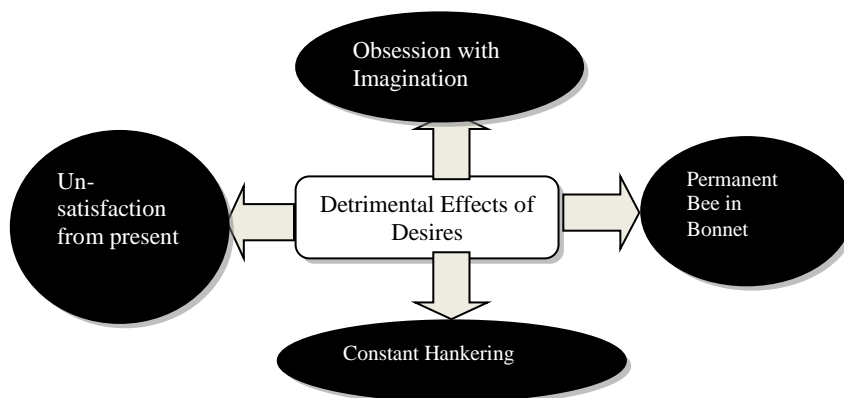 Obsession with
Imagination
Un-
satisfaction
from present
Detrimental Effects of
Desires
Permanent
Bee in
Bonnet
Constant Hankering